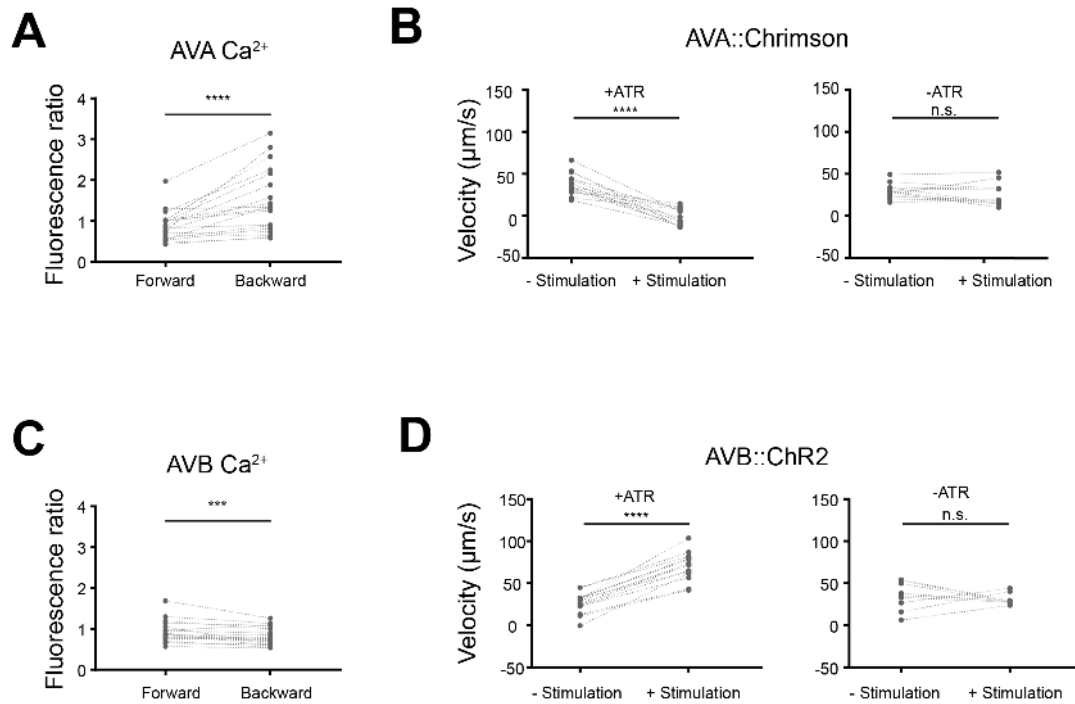 A
AVA Ca²⁺
Fluorescence ratio
4
3
2
1
0
****
Forward
Backward
B
AVA::Chrimson
Velocity (μm/s)
150
100
50
0
-50
+ATR
****
- Stimulation
+ Stimulation
150
100
50
0
-50
-ATR
n.s.
- Stimulation
+ Stimulation
C
AVB Ca²⁺
Fluorescence ratio
4
3
2
1
0
***
Forward
Backward
D
AVB::ChR2
Velocity (μm/s)
150
100
50
0
-50
+ATR
****
- Stimulation
+ Stimulation
150
100
50
0
-50
-ATR
n.s.
- Stimulation
+ Stimulation